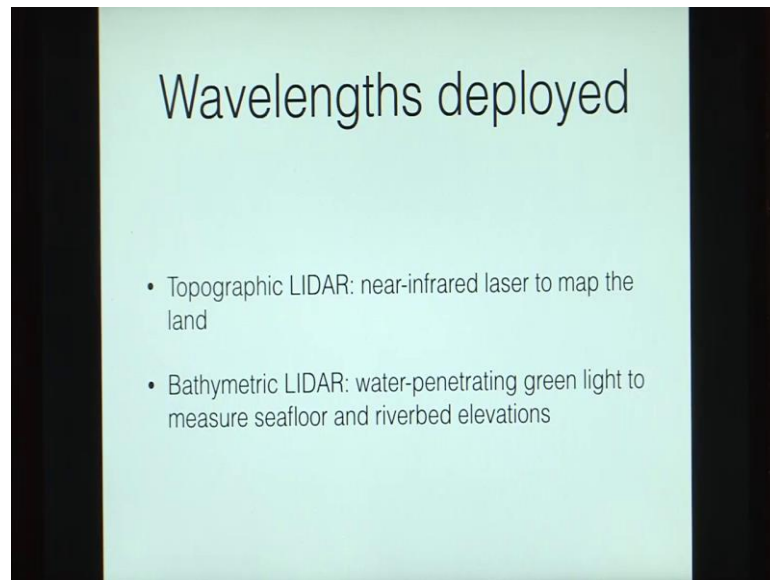 Wavelengths deployed
• Topographic LIDAR: near-infrared laser to map the
land
• Bathymetric LIDAR: water-penetrating green light to
measure seafloor and riverbed elevations